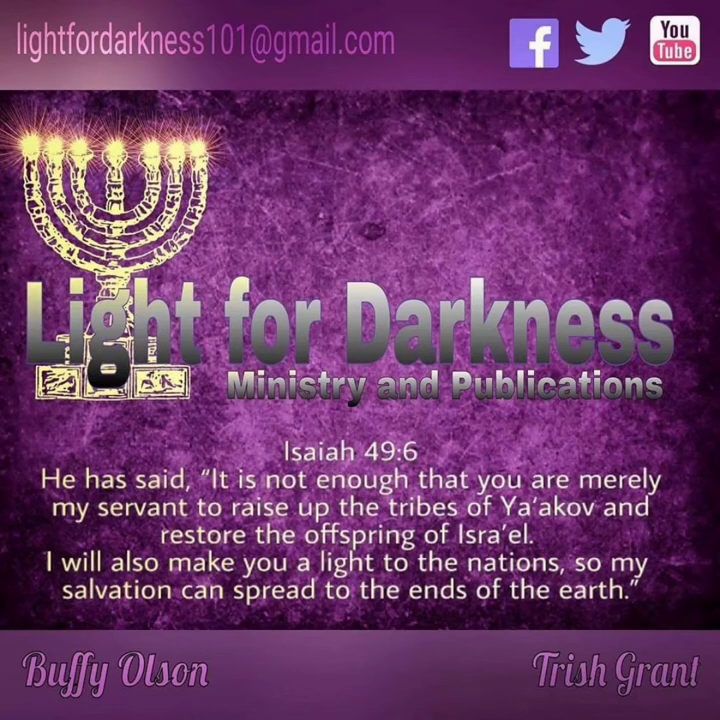 lightfordarkness101@gmail.com
You
Tube
Light for Darkness
Ministry and Publications
Isaiah 49:6
He has said, “It is not enough that you are merely
my servant to raise up the tribes of Ya‘akov and
restore the offspring of Isra’el.
I will also make you a light to the nations, so my
salvation can spread to the ends of the earth.”
Buffy Olson
Trish Grant